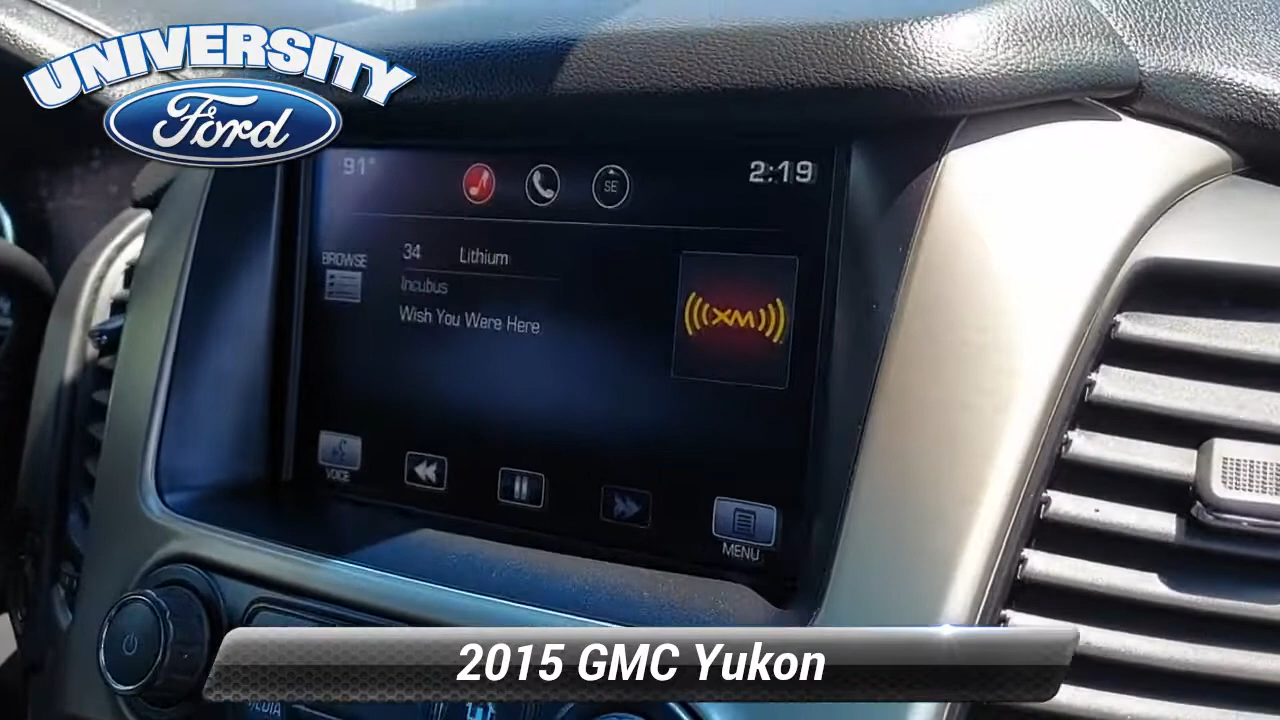 UNIVERSITY
Ford
91°
SE
2:19
BROWSE
34 Lithium
Incubus
Wish You Were Here
((XM))
VOICE
MENU
MEDIA
2015 GMC Yukon